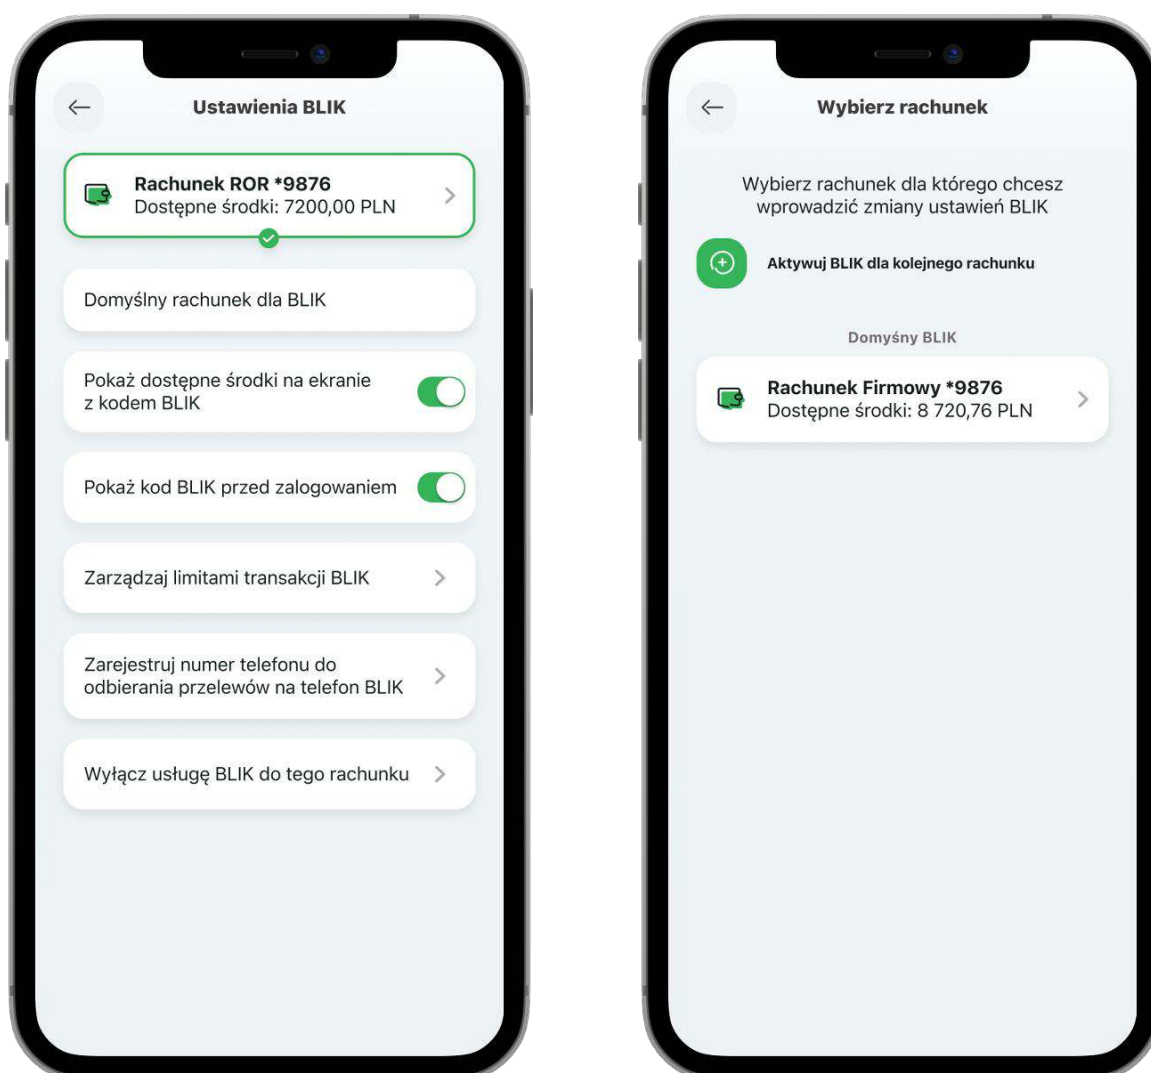 Ustawienia BLIK
Rachunek ROR *9876
Dostępne środki: 7200,00 PLN
Domyślny rachunek dla BLIK
Pokaż dostępne środki na ekranie
z kodem BLIK
Pokaż kod BLIK przed zalogowaniem
Zarządzaj limitami transakcji BLIK
Zarejestruj numer telefonu do
odbierania przelewów na telefon BLIK
Wyłącz usługę BLIK do tego rachunku
Wybierz rachunek
Wybierz rachunek dla którego chcesz
wprowadzić zmiany ustawień BLIK
Aktywuj BLIK dla kolejnego rachunku
Domyśny BLIK
Rachunek Firmowy *9876
Dostępne środki: 8 720,76 PLN